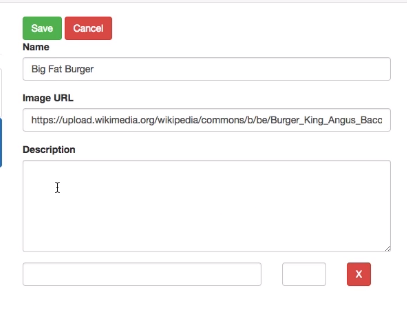 Save Cancel
Name
Big Fat Burger
Image URL
https://upload.wikimedia.org/wikipedia/commons/b/be/Burger_King_Angus_Bacc
Description
X